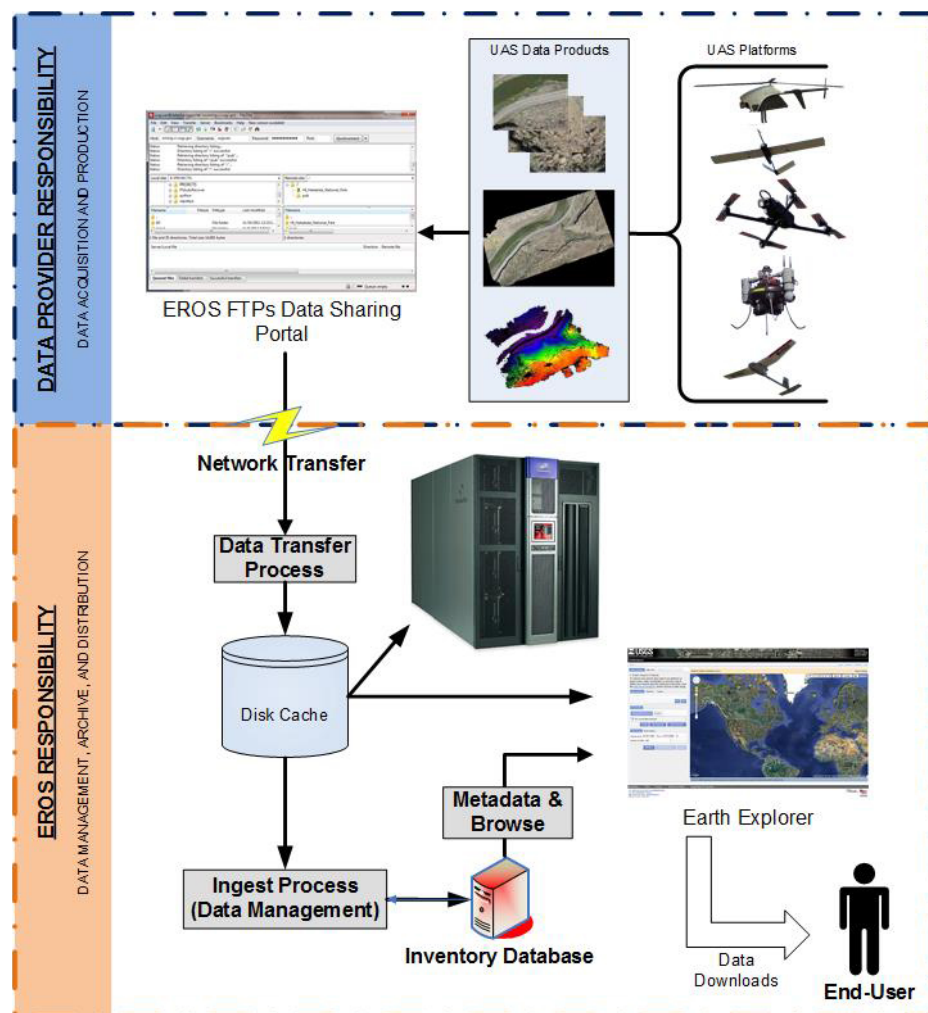 DATA PROVIDER RESPONSIBILITY
DATA ACQUISITION AND PRODUCTION
UAS Data Products
UAS Platforms
EROS FTPs Data Sharing
Portal
EROS RESPONSIBILITY
DATA MANAGEMENT, ARCHIVE, AND DISTRIBUTION
Network Transfer
Data Transfer
Process
Disk Cache
Metadata &
Browse
Ingest Process
(Data Management)
Inventory Database
USGS
Earth Explorer
Data
Downloads
End-User